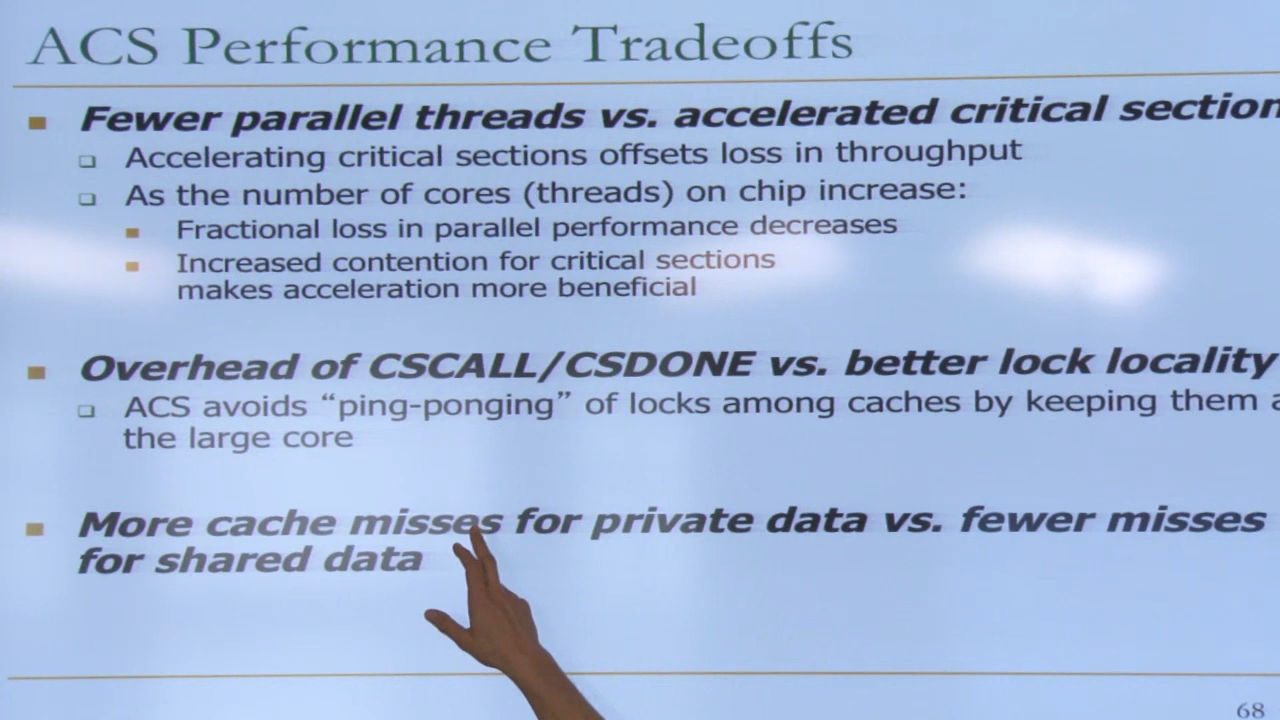 ACS Performance Tradeoffs
Fewer parallel threads vs. accelerated critical section
Accelerating critical sections offsets loss in throughput
As the number of cores (threads) on chip increase:
Fractional loss in parallel performance decreases
Increased contention for critical sections
makes acceleration more beneficial
Overhead of CSCALL/CSDONE vs. better lock locality
ACS avoids “ping-ponging” of locks among caches by keeping them a
the large core
More cache misses for private data vs. fewer misses
for shared data
68